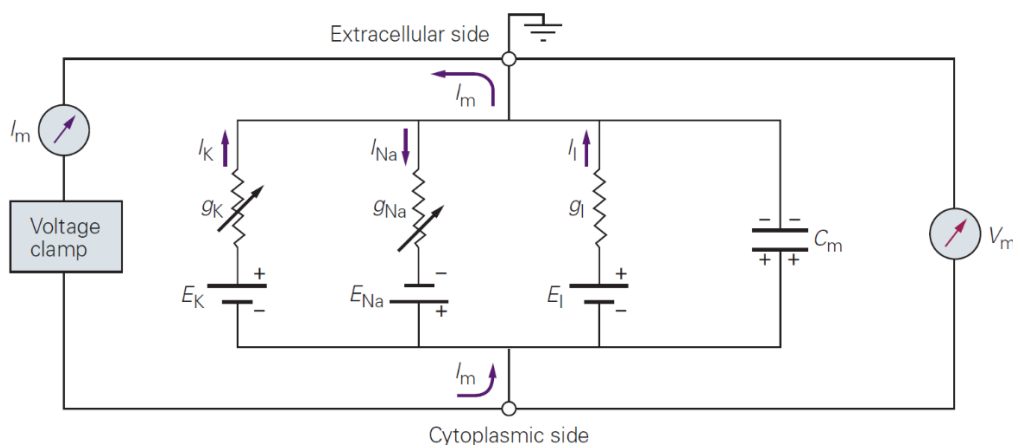 Extracellular side
Im
Im
IK
INa
Il
gK
gNa
gl
Voltage
clamp
Cm
Vm
+
−
+
− −
+ +
EK
ENa
El
−
+
−
Im
Cytoplasmic side